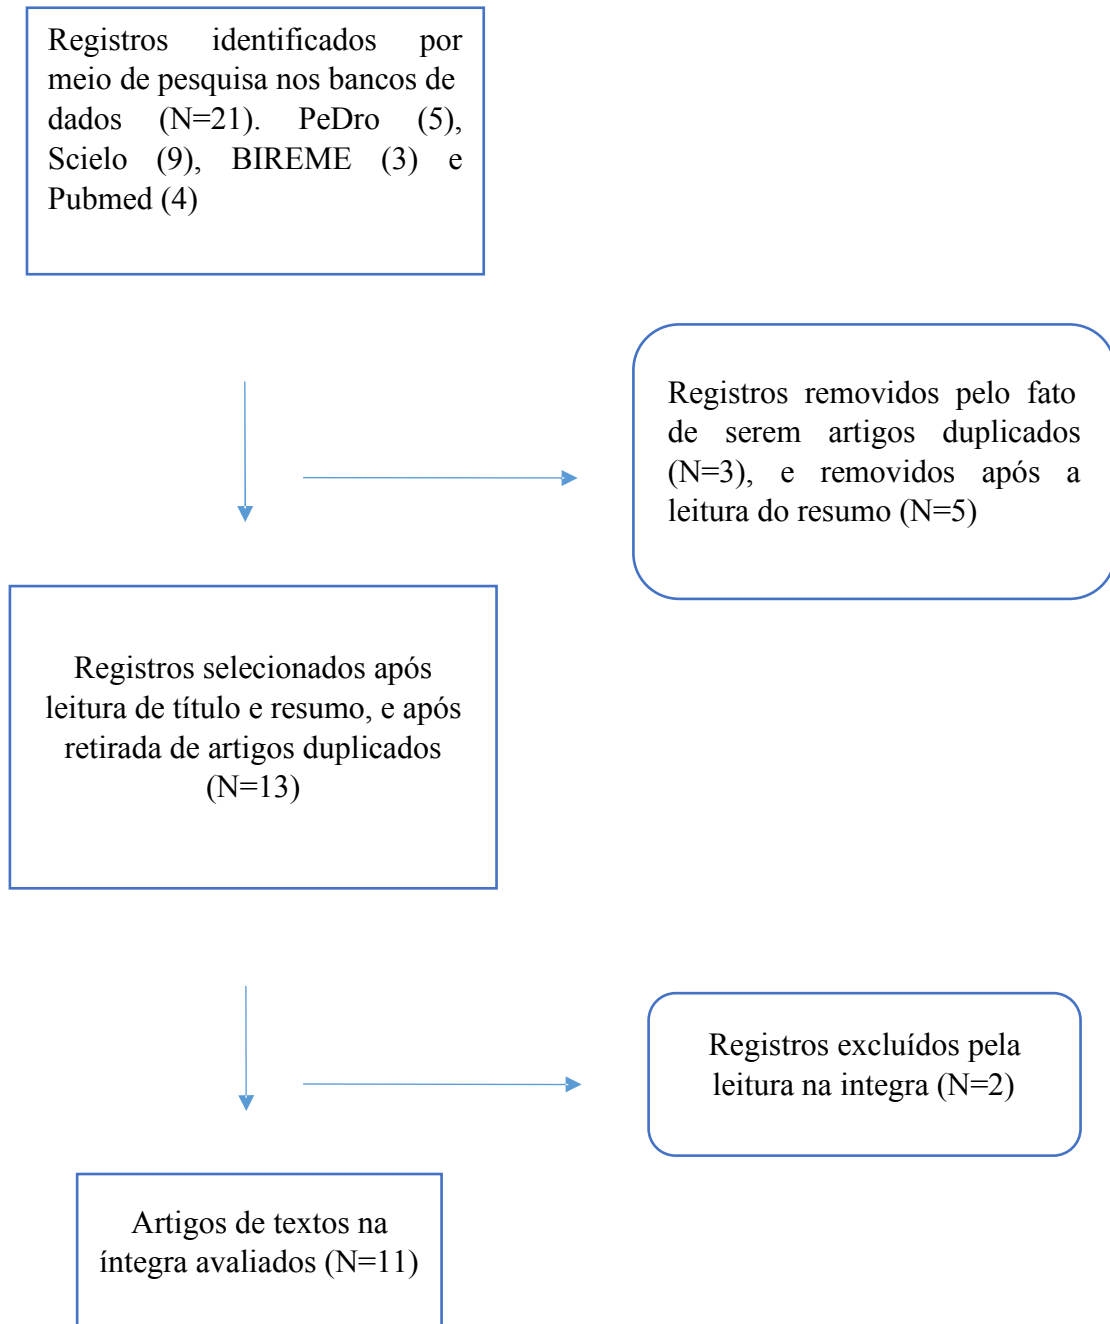 Registros identificados por
meio de pesquisa nos bancos de
dados (N=21). PeDro (5),
Scielo (9), BIREME (3) e
Pubmed (4)
Registros removidos pelo fato
de serem artigos duplicados
(N=3), e removidos após a
leitura do resumo (N=5)
Registros selecionados após
leitura de título e resumo, e após
retirada de artigos duplicados
(N=13)
Registros excluídos pela
leitura na integra (N=2)
Artigos de textos na
íntegra avaliados (N=11)